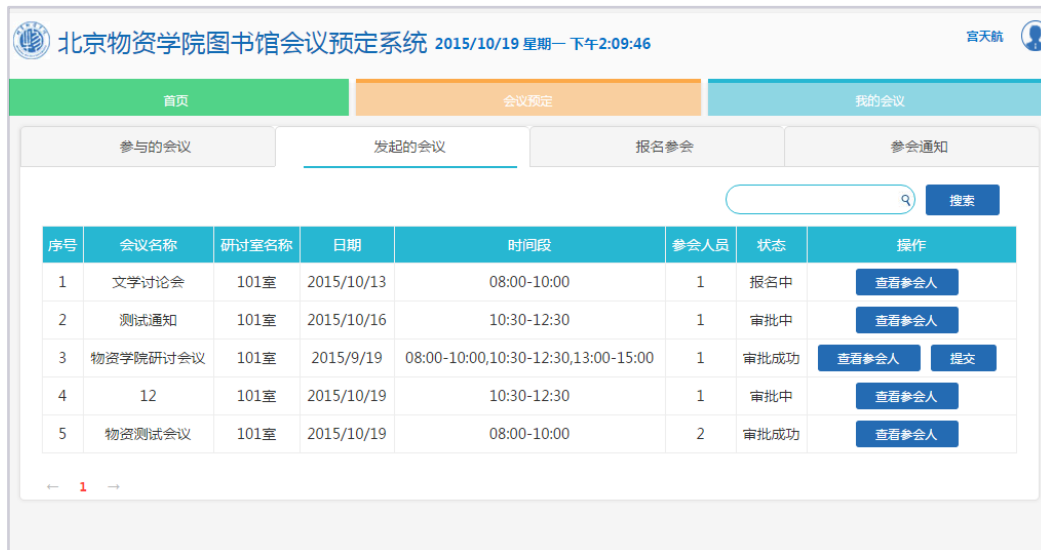 北京物资学院图书馆会议预定系统 2015/10/19 星期一 下午2:09:46 宫天航
首页 会议预定 我的会议
参与的会议 发起的会议 报名参会 参会通知
搜索
序号 会议名称 研讨室名称 日期 时间段 参会人员 状态 操作
1 文学讨论会 101室 2015/10/13 08:00-10:00 1 报名中 查看参会人
2 测试通知 101室 2015/10/16 10:30-12:30 1 审批中 查看参会人
3 物资学院研讨会议 101室 2015/9/19 08:00-10:00,10:30-12:30,13:00-15:00 1 审批成功 查看参会人 提交
4 12 101室 2015/10/19 10:30-12:30 1 审批中 查看参会人
5 物资测试会议 101室 2015/10/19 08:00-10:00 2 审批成功 查看参会人
← 1 →